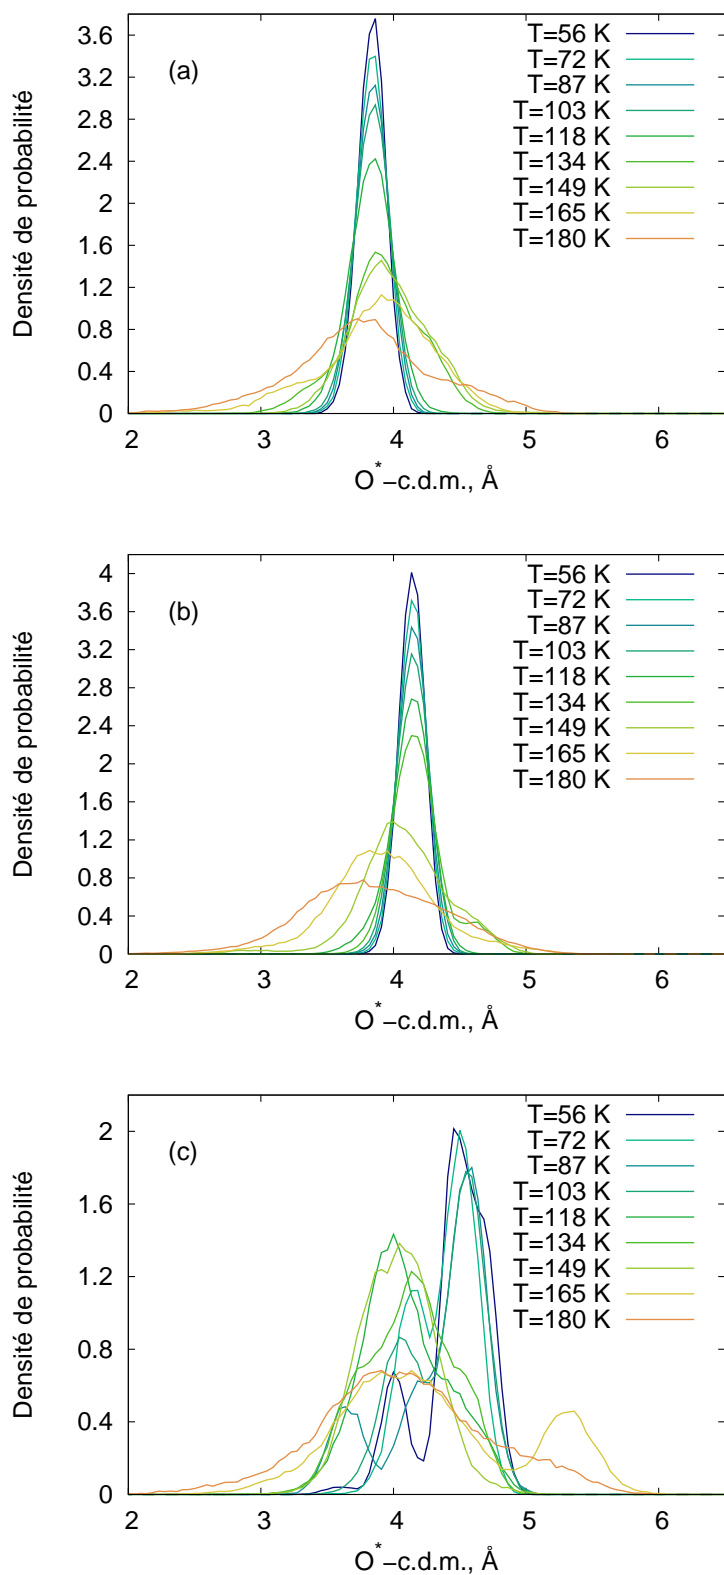 3.6
3.2
2.8
2.4
2
1.6
1.2
0.8
0.4
0
Densité de probabilité
(a)
T=56 K
T=72 K
T=87 K
T=103 K
T=118 K
T=134 K
T=149 K
T=165 K
T=180 K
2 3 4 5 6
O*−c.d.m., Å
4
3.6
3.2
2.8
2.4
2
1.6
1.2
0.8
0.4
0
Densité de probabilité
(b)
T=56 K
T=72 K
T=87 K
T=103 K
T=118 K
T=134 K
T=149 K
T=165 K
T=180 K
2 3 4 5 6
O*−c.d.m., Å
2
1.6
1.2
0.8
0.4
0
Densité de probabilité
(c)
T=56 K
T=72 K
T=87 K
T=103 K
T=118 K
T=134 K
T=149 K
T=165 K
T=180 K
2 3 4 5 6
O*−c.d.m., Å